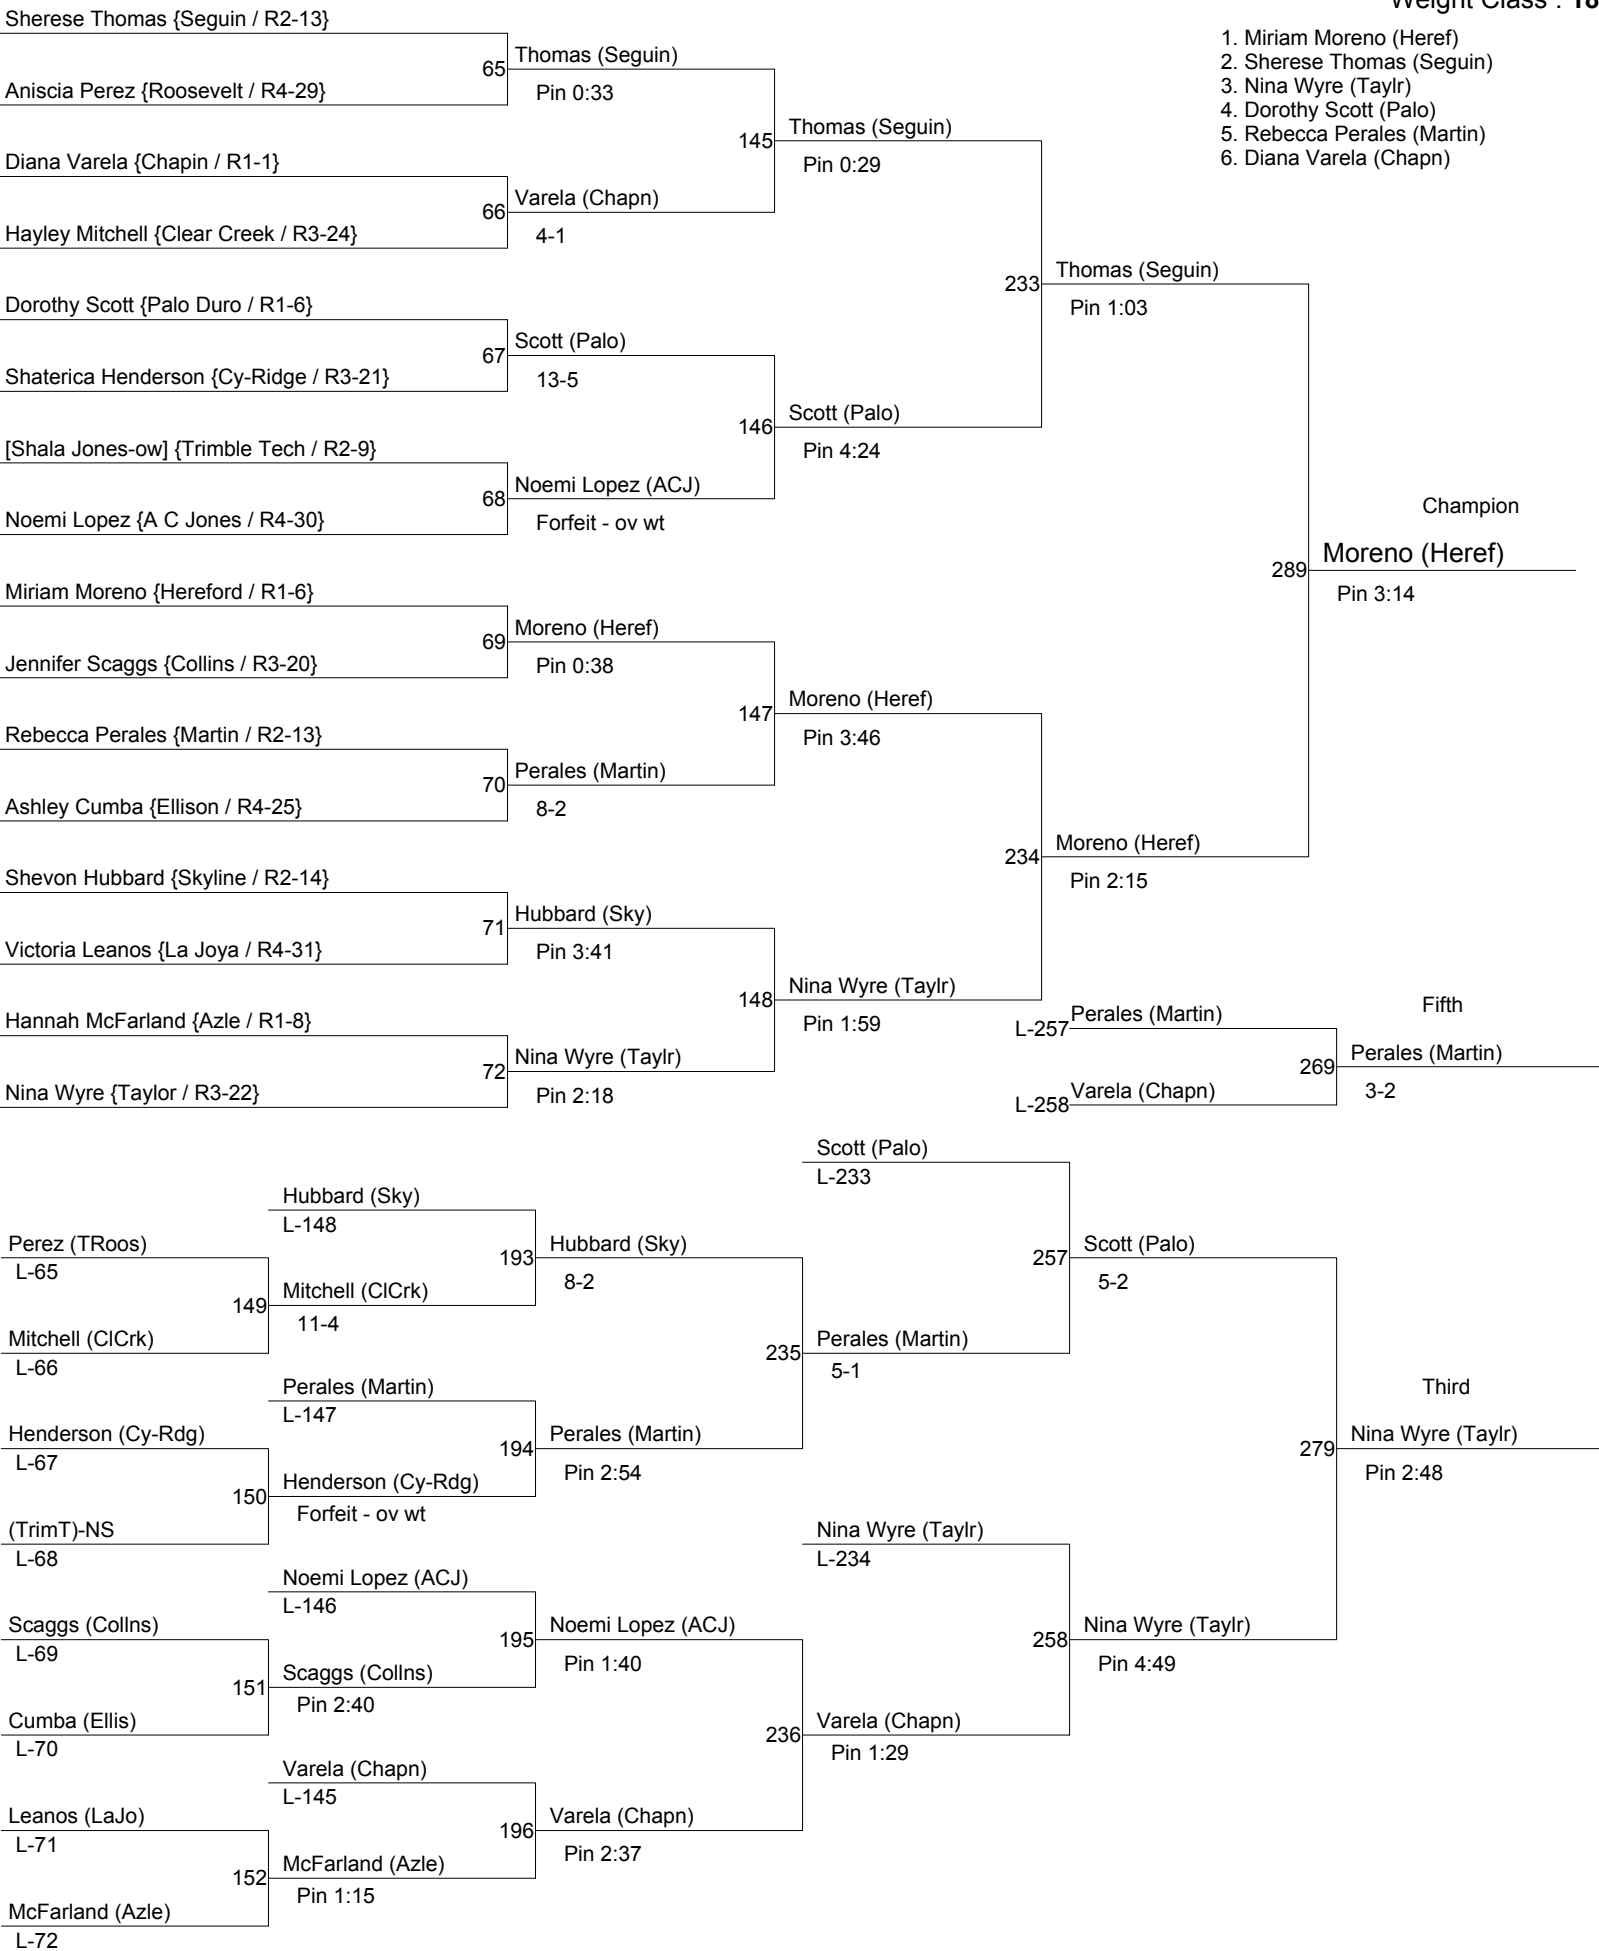 Weight Class : 18
1. Miriam Moreno (Heref)
2. Sherese Thomas (Seguin)
3. Nina Wyre (Taylr)
4. Dorothy Scott (Palo)
5. Rebecca Perales (Martin)
6. Diana Varela (Chapn)
Sherese Thomas {Seguin / R2-13}
65
Thomas (Seguin)
Pin 0:33
Aniscia Perez {Roosevelt / R4-29}
145
Thomas (Seguin)
Pin 0:29
Diana Varela {Chapin / R1-1}
66
Varela (Chapn)
4-1
Hayley Mitchell {Clear Creek / R3-24}
233
Thomas (Seguin)
Pin 1:03
Dorothy Scott {Palo Duro / R1-6}
67
Scott (Palo)
13-5
Shaterica Henderson {Cy-Ridge / R3-21}
146
Scott (Palo)
Pin 4:24
[Shala Jones-ow] {Trimble Tech / R2-9}
68
Noemi Lopez (ACJ)
Forfeit - ov wt
Noemi Lopez {A C Jones / R4-30}
Champion
289
Moreno (Heref)
Pin 3:14
Miriam Moreno {Hereford / R1-6}
69
Moreno (Heref)
Pin 0:38
Jennifer Scaggs {Collins / R3-20}
147
Moreno (Heref)
Pin 3:46
Rebecca Perales {Martin / R2-13}
70
Perales (Martin)
8-2
Ashley Cumba {Ellison / R4-25}
234
Moreno (Heref)
Pin 2:15
Shevon Hubbard {Skyline / R2-14}
71
Hubbard (Sky)
Pin 3:41
Victoria Leanos {La Joya / R4-31}
148
Nina Wyre (Taylr)
Pin 1:59
Hannah McFarland {Azle / R1-8}
72
Nina Wyre (Taylr)
Pin 2:18
Nina Wyre {Taylor / R3-22}
Fifth
L-257
Perales (Martin)
269
Perales (Martin)
3-2
L-258
Varela (Chapn)
Scott (Palo)
L-233
Hubbard (Sky)
L-148
Perez (TRoos)
L-65
193
Hubbard (Sky)
8-2
257
Scott (Palo)
5-2
149
Mitchell (ClCrk)
11-4
Mitchell (ClCrk)
L-66
235
Perales (Martin)
5-1
Perales (Martin)
L-147
Third
Henderson (Cy-Rdg)
L-67
194
Perales (Martin)
Pin 2:54
279
Nina Wyre (Taylr)
Pin 2:48
150
Henderson (Cy-Rdg)
Forfeit - ov wt
(TrimT)-NS
L-68
Nina Wyre (Taylr)
L-234
Noemi Lopez (ACJ)
L-146
Scaggs (Collns)
L-69
195
Noemi Lopez (ACJ)
Pin 1:40
258
Nina Wyre (Taylr)
Pin 4:49
151
Scaggs (Collns)
Pin 2:40
Cumba (Ellis)
L-70
236
Varela (Chapn)
Pin 1:29
Varela (Chapn)
L-145
Leanos (LaJo)
L-71
196
Varela (Chapn)
Pin 2:37
152
McFarland (Azle)
Pin 1:15
McFarland (Azle)
L-72